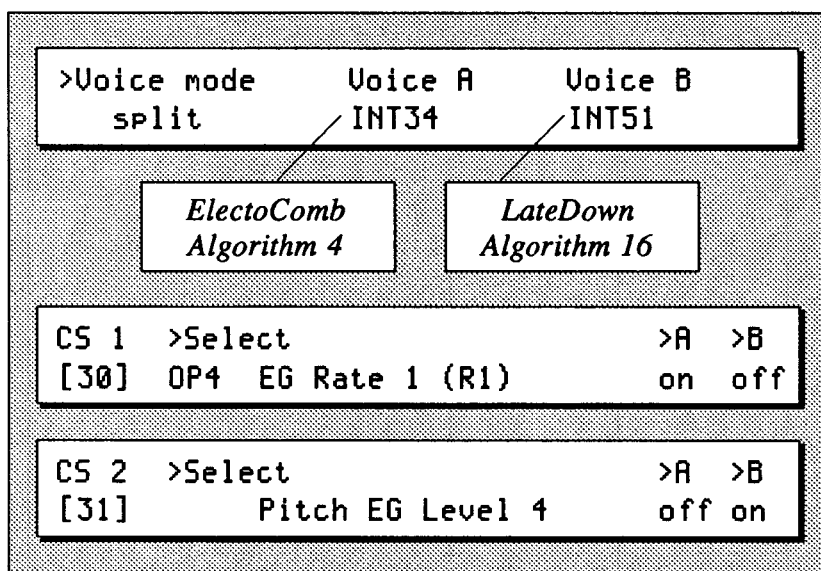 >Voice mode Voice A Voice B
split INT34 INT51
ElectoComb
Algorithm 4
LateDown
Algorithm 16
CS 1 >Select >A >B
[30] OP4 EG Rate 1 (R1) on off
CS 2 >Select >A >B
[31] Pitch EG Level 4 off on